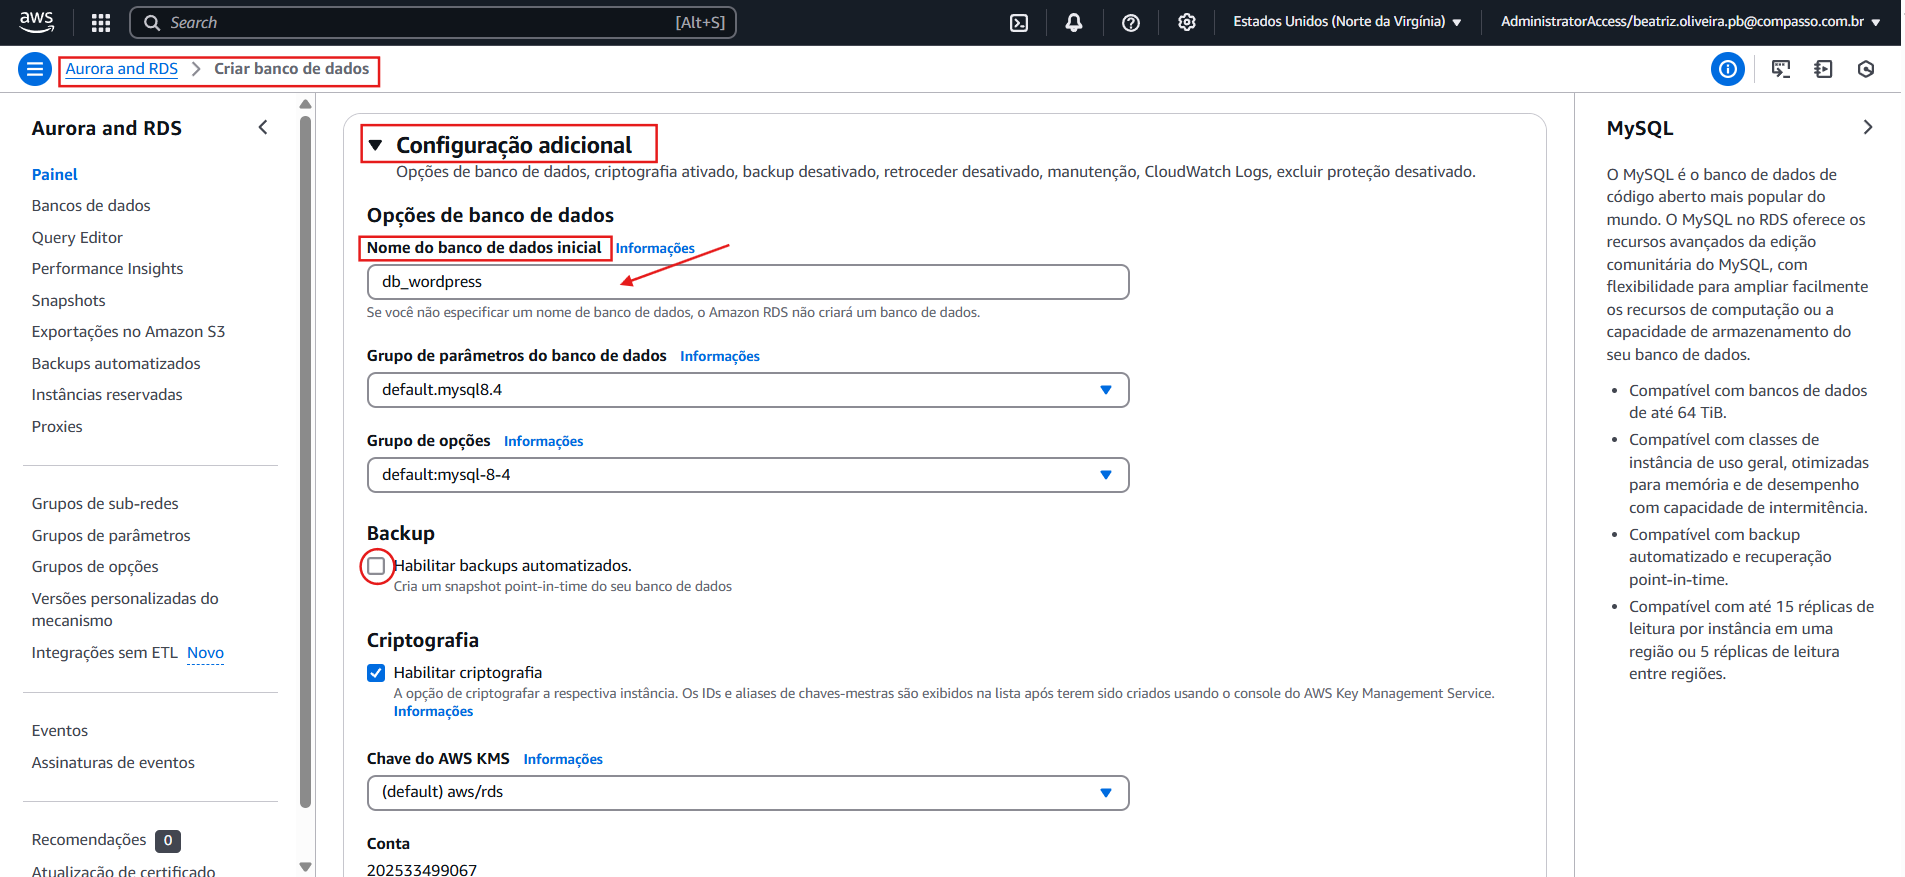 aws
Search
[Alt+S]
Estados Unidos (Norte da Virgínia)
AdministratorAccess/beatriz.oliveira.pb@compasso.com.br
Aurora and RDS
Criar banco de dados
Aurora and RDS
Painel
Bancos de dados
Query Editor
Performance Insights
Snapshots
Exportações no Amazon S3
Backups automatizados
Instâncias reservadas
Proxies
Grupos de sub-redes
Grupos de parâmetros
Grupos de opções
Versões personalizadas do
mecanismo
Integrações sem ETL Novo
Eventos
Assinaturas de eventos
Recomendações 0
Atualização de certificado
Configuração adicional
Opções de banco de dados, criptografia ativado, backup desativado, retroceder desativado, manutenção, CloudWatch Logs, excluir proteção desativado.
Opções de banco de dados
Nome do banco de dados inicial Informações
db_wordpress
Se você não especificar um nome de banco de dados, o Amazon RDS não criará um banco de dados.
Grupo de parâmetros do banco de dados Informações
default.mysql8.4
Grupo de opções Informações
default:mysql-8-4
Backup
Habilitar backups automatizados.
Cria um snapshot point-in-time do seu banco de dados
Criptografia
Habilitar criptografia
A opção de criptografar a respectiva instância. Os IDs e aliases de chaves-mestras são exibidos na lista após terem sido criados usando o console do AWS Key Management Service.
Informações
Chave do AWS KMS Informações
(default) aws/rds
Conta
202533499067
MySQL
O MySQL é o banco de dados de
código aberto mais popular do
mundo. O MySQL no RDS oferece os
recursos avançados da edição
comunitária do MySQL, com
flexibilidade para ampliar facilmente
os recursos de computação ou a
capacidade de armazenamento do
seu banco de dados.
• Compatível com bancos de dados
de até 64 TiB.
• Compatível com classes de
instância de uso geral, otimizadas
para memória e de desempenho
com capacidade de intermitência.
• Compatível com backup
automatizado e recuperação
point-in-time.
• Compatível com até 15 réplicas de
leitura por instância em uma
região ou 5 réplicas de leitura
entre regiões.